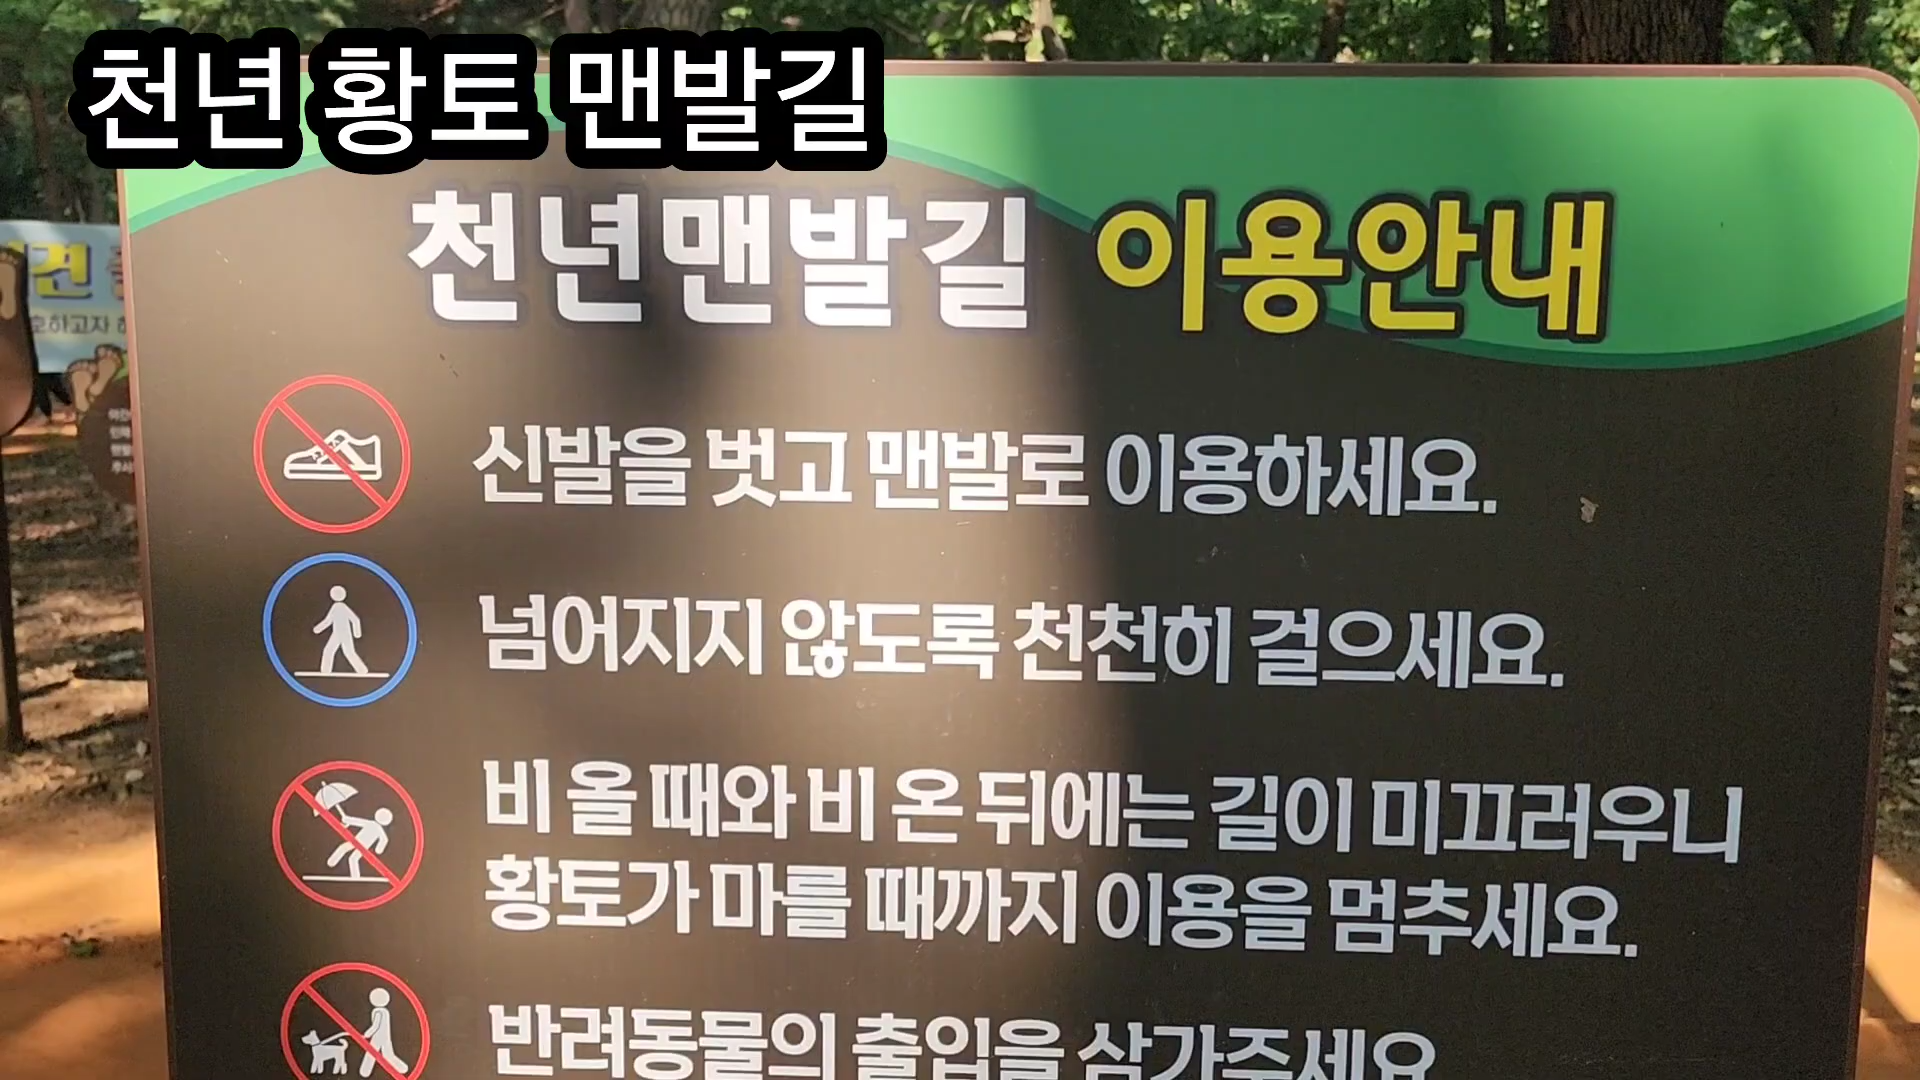 천년 황토 맨발길
천년맨발길 이용안내
신발을 벗고 맨발로 이용하세요.
넘어지지 않도록 천천히 걸으세요.
비 올 때와 비 온 뒤에는 길이 미끄러우니
황토가 마를 때까지 이용을 멈추세요.
반려동물의 출입을 삼가주세요